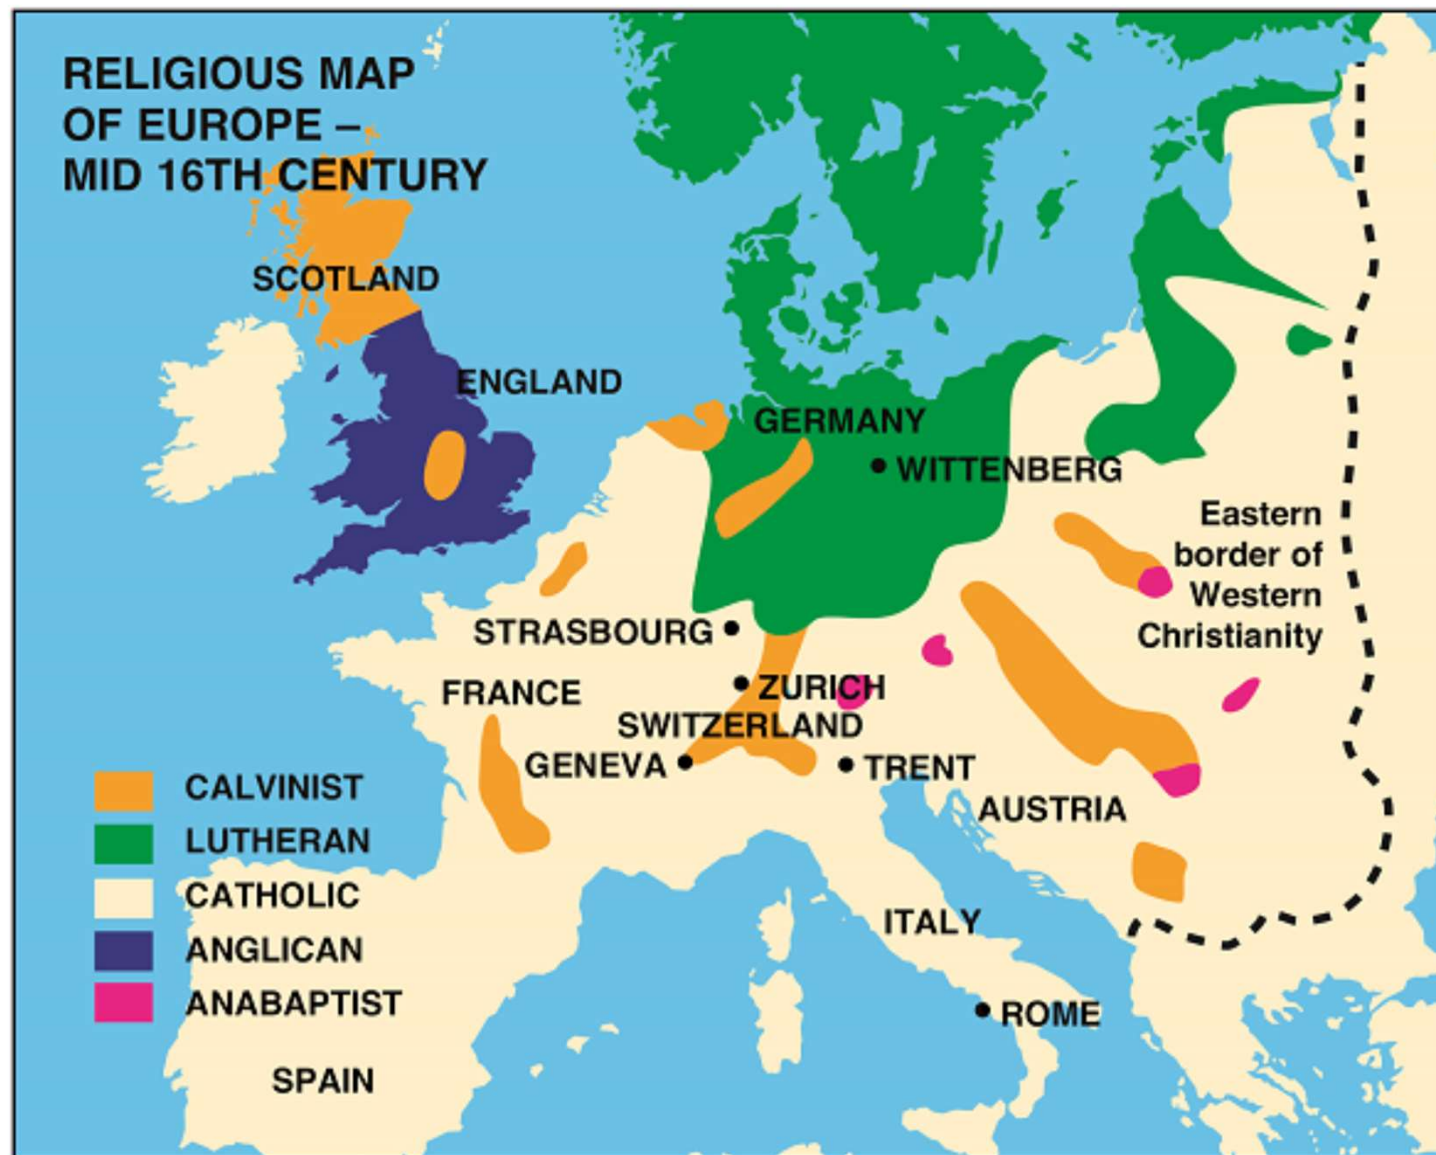 RELIGIOUS MAP
OF EUROPE –
MID 16TH CENTURY
SCOTLAND
ENGLAND
GERMANY
WITTENBERG
Eastern
border of
Western
Christianity
STRASBOURG
ZURICH
FRANCE
SWITZERLAND
GENEVA
TRENT
AUSTRIA
CALVINIST
LUTHERAN
CATHOLIC
ANGLICAN
ANABAPTIST
ITALY
ROME
SPAIN